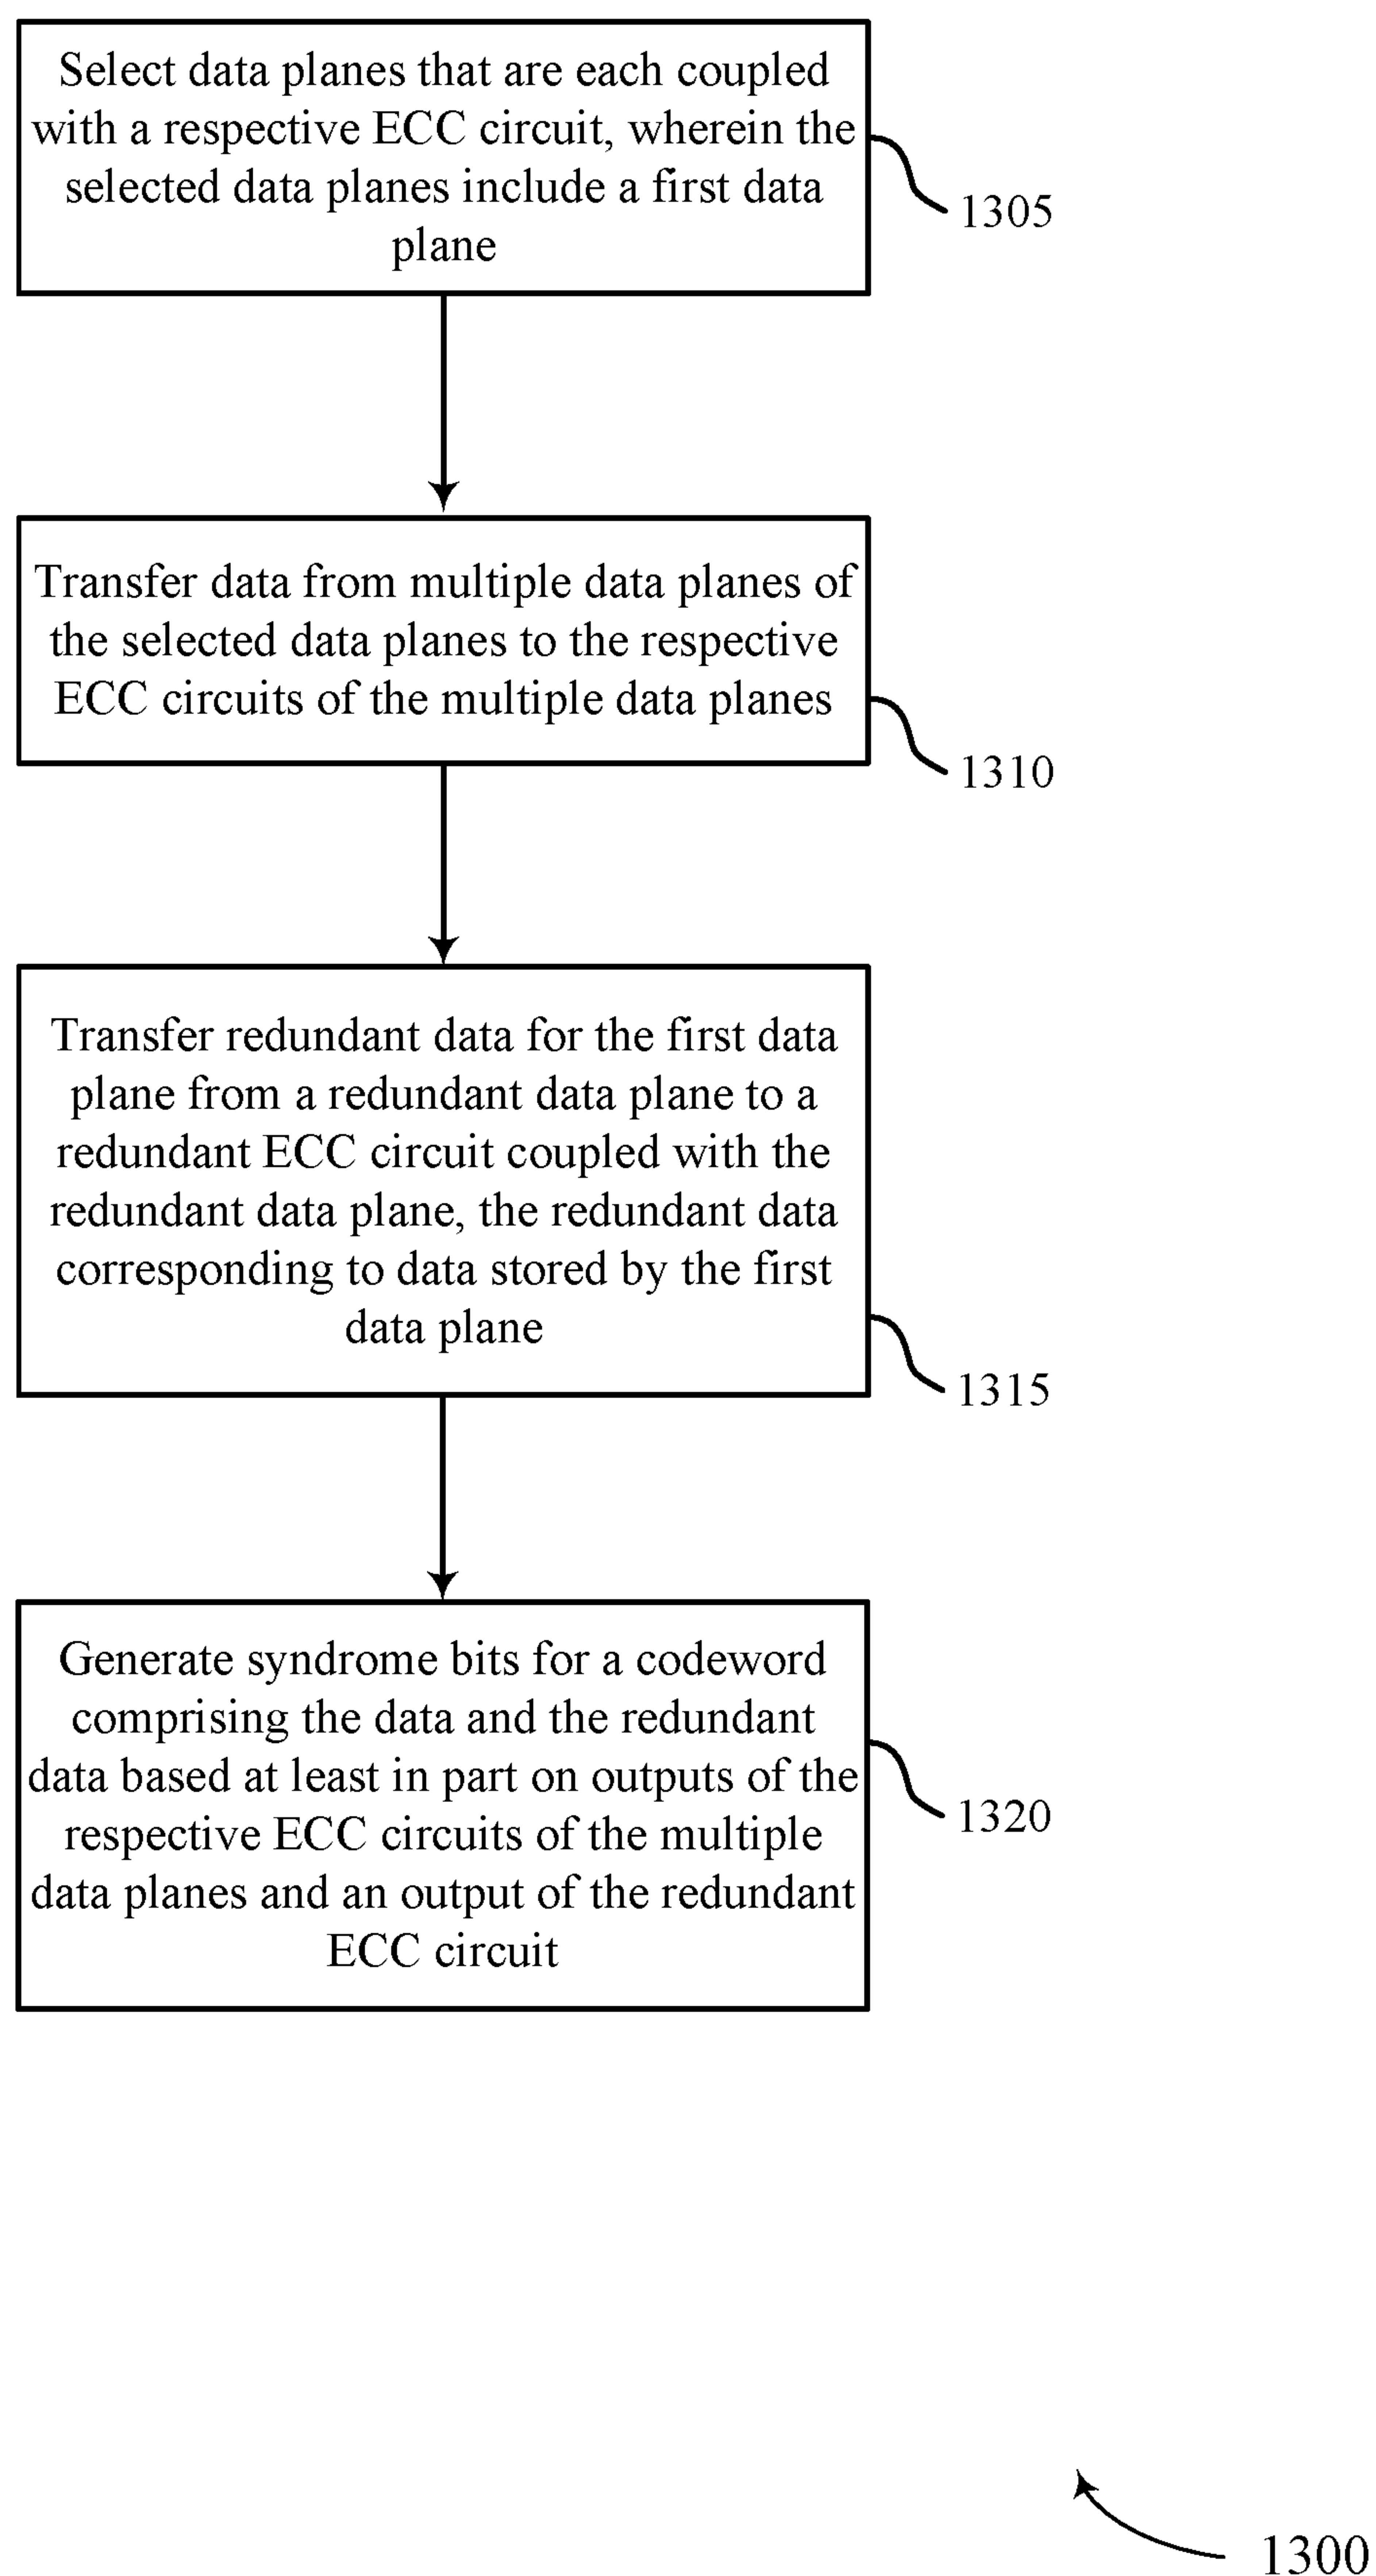 Select data planes that are each coupled
with a respective ECC circuit, wherein the
selected data planes include a first data
plane
1305
Transfer data from multiple data planes of
the selected data planes to the respective
ECC circuits of the multiple data planes
1310
Transfer redundant data for the first data
plane from a redundant data plane to a
redundant ECC circuit coupled with the
redundant data plane, the redundant data
corresponding to data stored by the first
data plane
1315
Generate syndrome bits for a codeword
comprising the data and the redundant
data based at least in part on outputs of the
respective ECC circuits of the multiple
data planes and an output of the redundant
ECC circuit
1320
1300